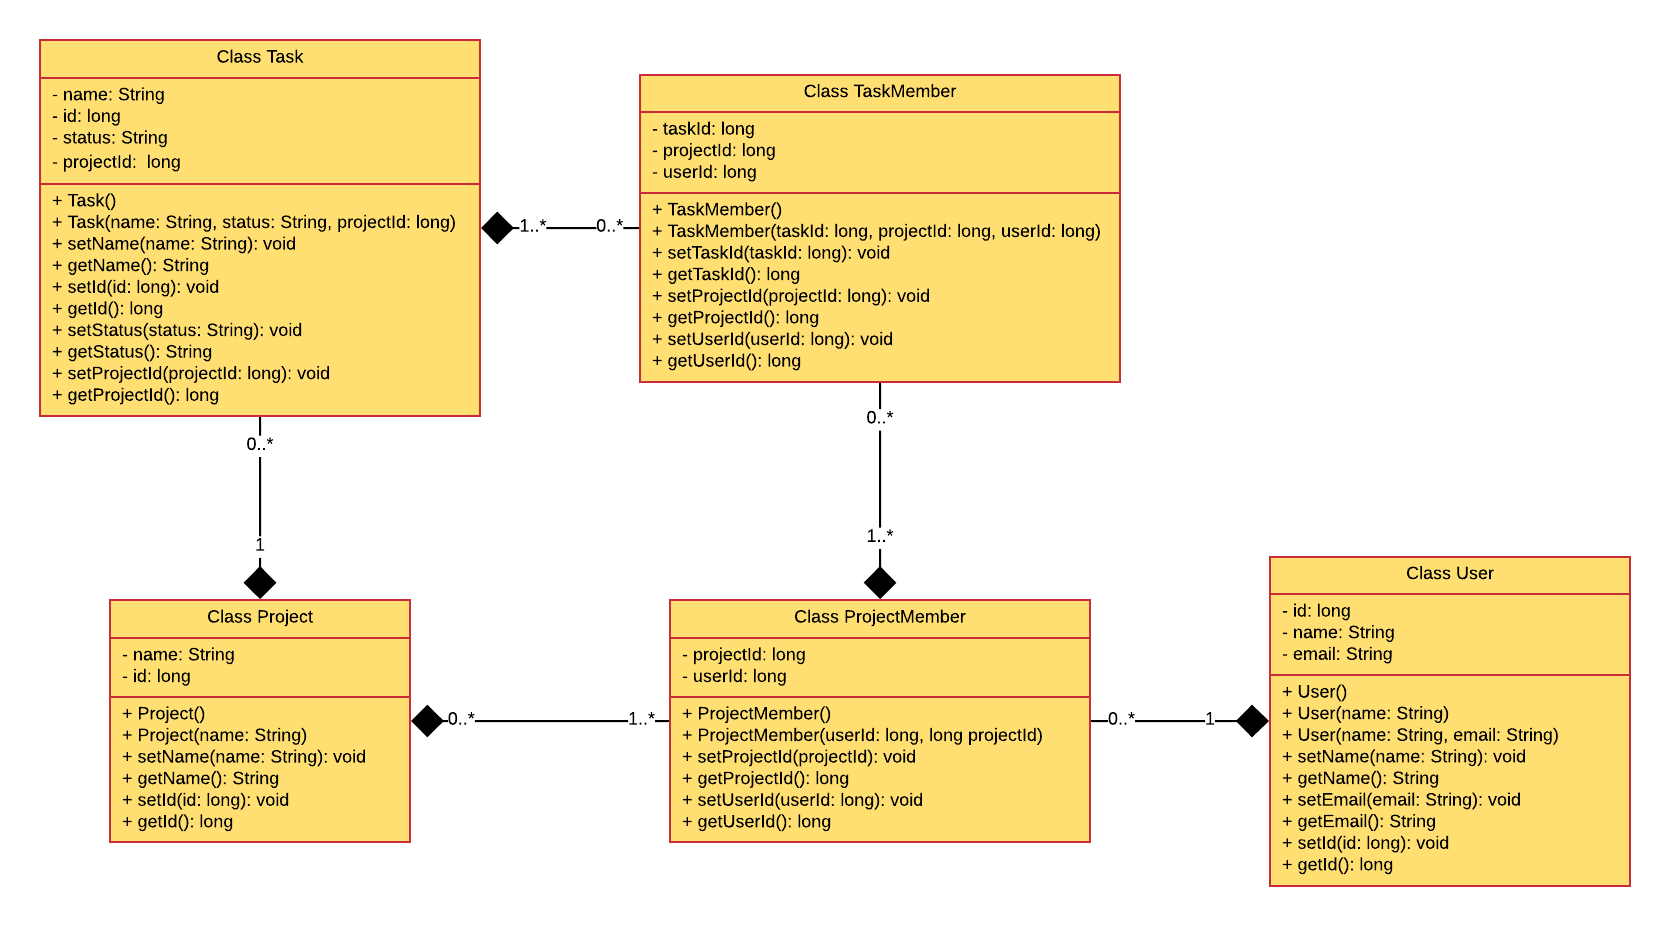 Class Task
- name: String
- id: long
- status: String
- projectId:  long
+ Task()
+ Task(name: String, status: String, projectId: long)
+ setName(name: String): void
+ getName(): String
+ setId(id: long): void
+ getId(): long
+ setStatus(status: String): void
+ getStatus(): String
+ setProjectId(projectId: long): void
+ getProjectId(): long
1..*
0..*
Class TaskMember
- taskId: long
- projectId: long
- userId: long
+ TaskMember()
+ TaskMember(taskId: long, projectId: long, userId: long)
+ setTaskId(taskId: long): void
+ getTaskId(): long
+ setProjectId(projectId: long): void
+ getProjectId(): long
+ setUserId(userId: long): void
+ getUserId(): long
0..*
1
0..*
1..*
Class Project
- name: String
- id: long
+ Project()
+ Project(name: String)
+ setName(name: String): void
+ getName(): String
+ setId(id: long): void
+ getId(): long
0..*
1..*
Class ProjectMember
- projectId: long
- userId: long
+ ProjectMember()
+ ProjectMember(userId: long, long projectId)
+ setProjectId(projectId): void
+ getProjectId(): long
+ setUserId(userId: long): void
+ getUserId(): long
0..*
1
Class User
- id: long
- name: String
- email: String
+ User()
+ User(name: String)
+ User(name: String, email: String)
+ setName(name: String): void
+ getName(): String
+ setEmail(email: String): void
+ getEmail(): String
+ setId(id: long): void
+ getId(): long